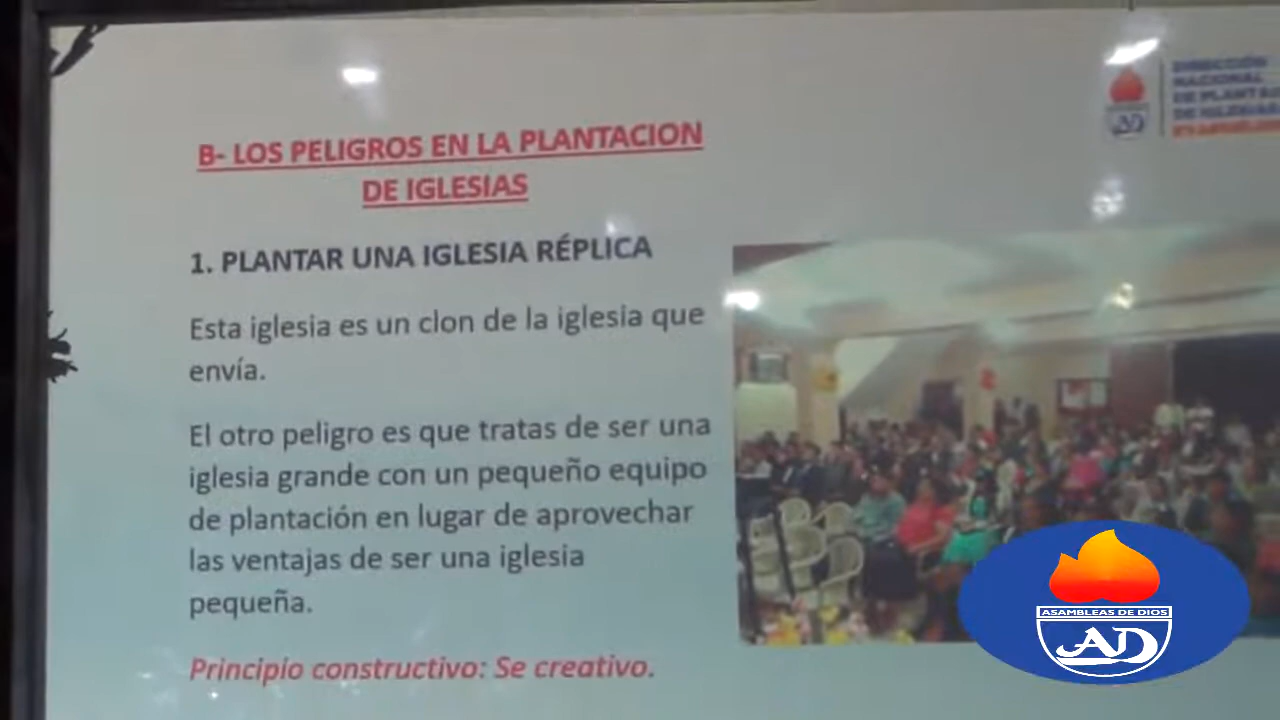 DIRECCIÓN
NACIONAL
DE IGLESIAS
AD
B- LOS PELIGROS EN LA PLANTACION
DE IGLESIAS
1. PLANTAR UNA IGLESIA RÉPLICA
Esta iglesia es un clon de la iglesia que
envía.
El otro peligro es que tratas de ser una
iglesia grande con un pequeño equipo
de plantación en lugar de aprovechar
las ventajas de ser una iglesia
pequeña.
Principio constructivo: Se creativo.
ASAMBLEAS DE DIOS
AD